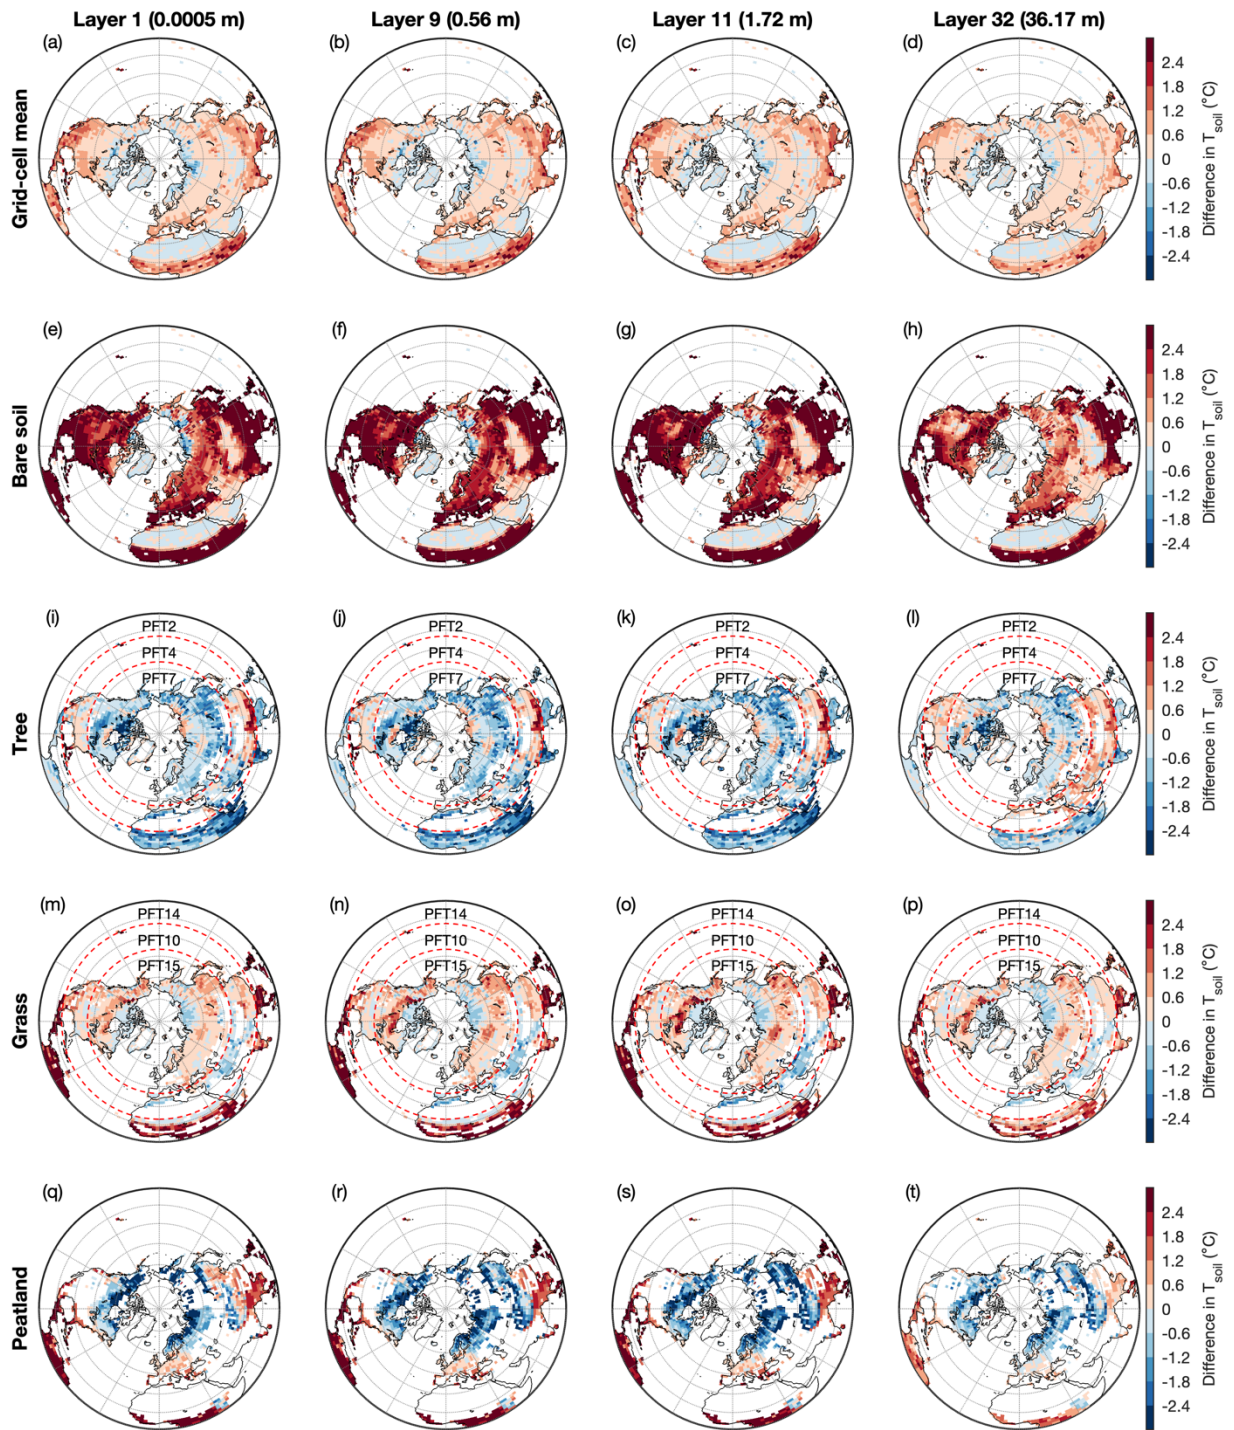 Layer 1 (0.0005 m) Layer 9 (0.56 m) Layer 11 (1.72 m) Layer 32 (36.17 m)
Grid-cell mean
(a) (b) (c) (d)
2.4
1.8
1.2
0.6
0
-0.6
-1.2
-1.8
-2.4
Difference in Tsoil (°C)
Bare soil
(e) (f) (g) (h)
2.4
1.8
1.2
0.6
0
-0.6
-1.2
-1.8
-2.4
Difference in Tsoil (°C)
Tree
(i) (j) (k) (l)
PFT2 PFT2 PFT2 PFT2
PFT4 PFT4 PFT4 PFT4
PFT7 PFT7 PFT7 PFT7
2.4
1.8
1.2
0.6
0
-0.6
-1.2
-1.8
-2.4
Difference in Tsoil (°C)
Grass
(m) (n) (o) (p)
PFT14 PFT14 PFT14 PFT14
PFT10 PFT10 PFT10 PFT10
PFT15 PFT15 PFT15 PFT15
2.4
1.8
1.2
0.6
0
-0.6
-1.2
-1.8
-2.4
Difference in Tsoil (°C)
Peatland
(q) (r) (s) (t)
2.4
1.8
1.2
0.6
0
-0.6
-1.2
-1.8
-2.4
Difference in Tsoil (°C)